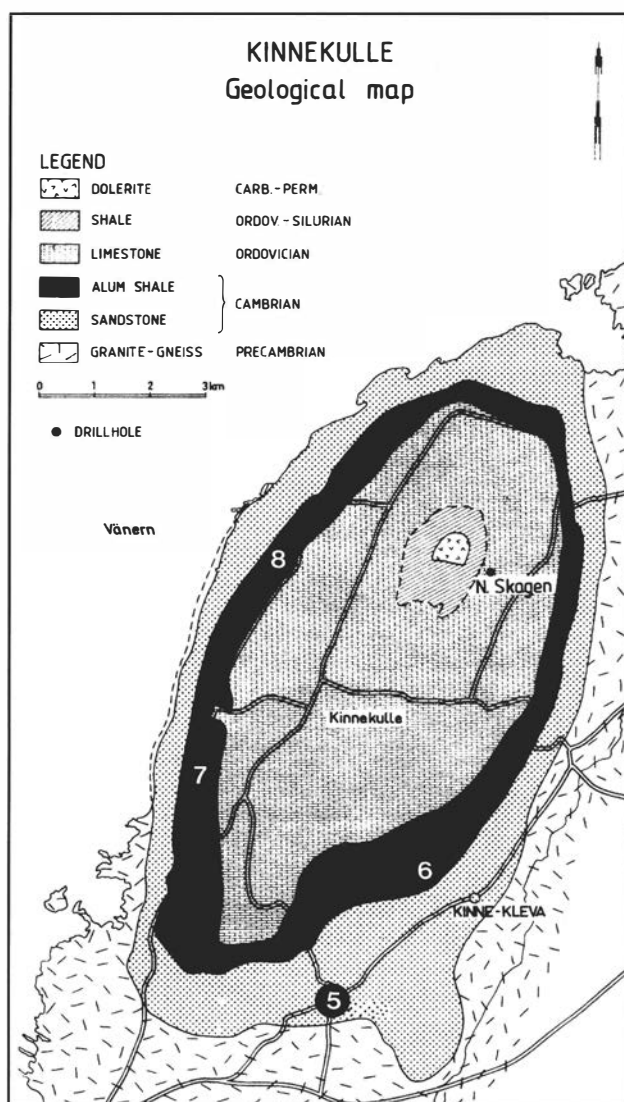 KINNEKULLE
Geological map
LEGEND
DOLERITE CARB.-PERM.
SHALE ORDOV.-SILURIAN
LIMESTONE ORDOVICIAN
ALUM SHALE
CAMBRIAN
SANDSTONE
GRANITE-GNEISS PRECAMBRIAN
0 1 2 3km
DRILLHOLE
Vänern
8
N. Skagen
Kinnekulle
7
6
KINNE-KLEVA
5